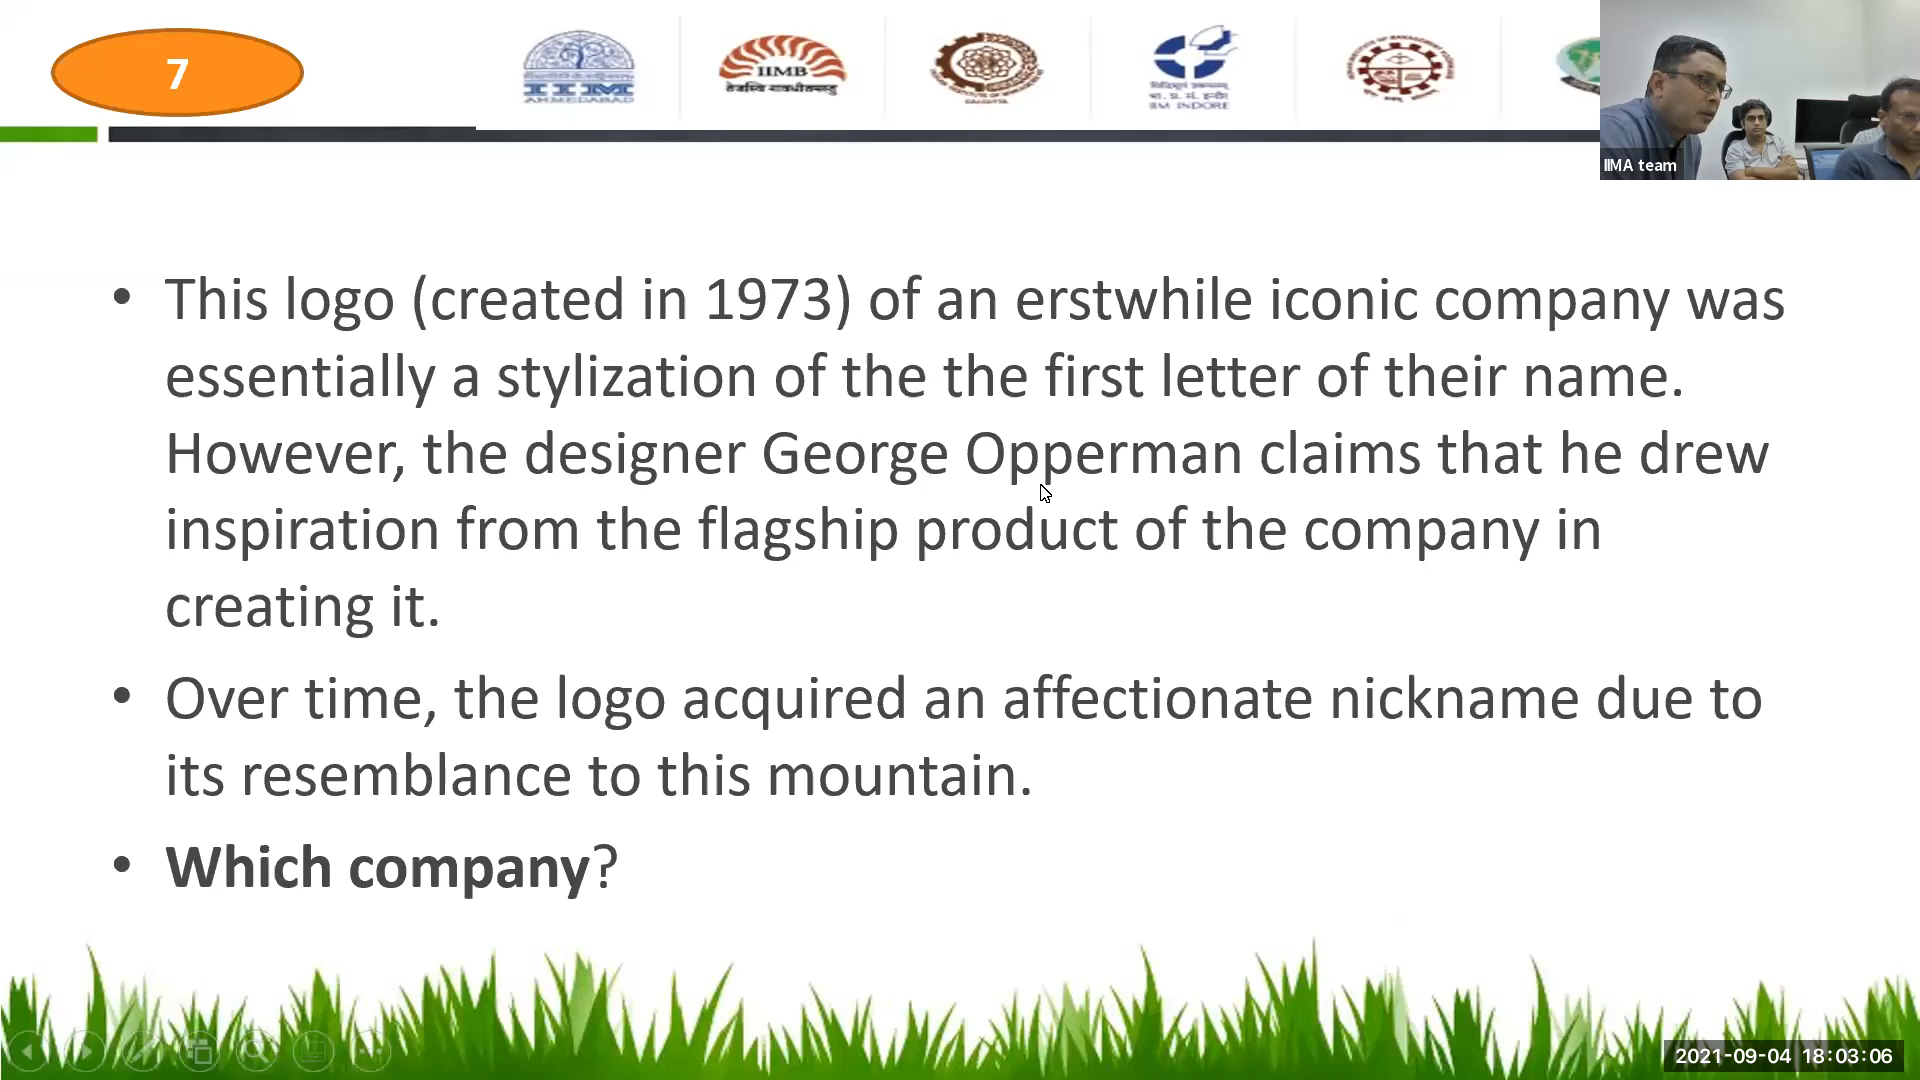 7
IIM
AHMEDABAD
IIMB
IIM INDORE
IIMA team
• This logo (created in 1973) of an erstwhile iconic company was
essentially a stylization of the the first letter of their name.
However, the designer George Opperman claims that he drew
inspiration from the flagship product of the company in
creating it.
• Over time, the logo acquired an affectionate nickname due to
its resemblance to this mountain.
• Which company?
2021-09-04 18:03:06